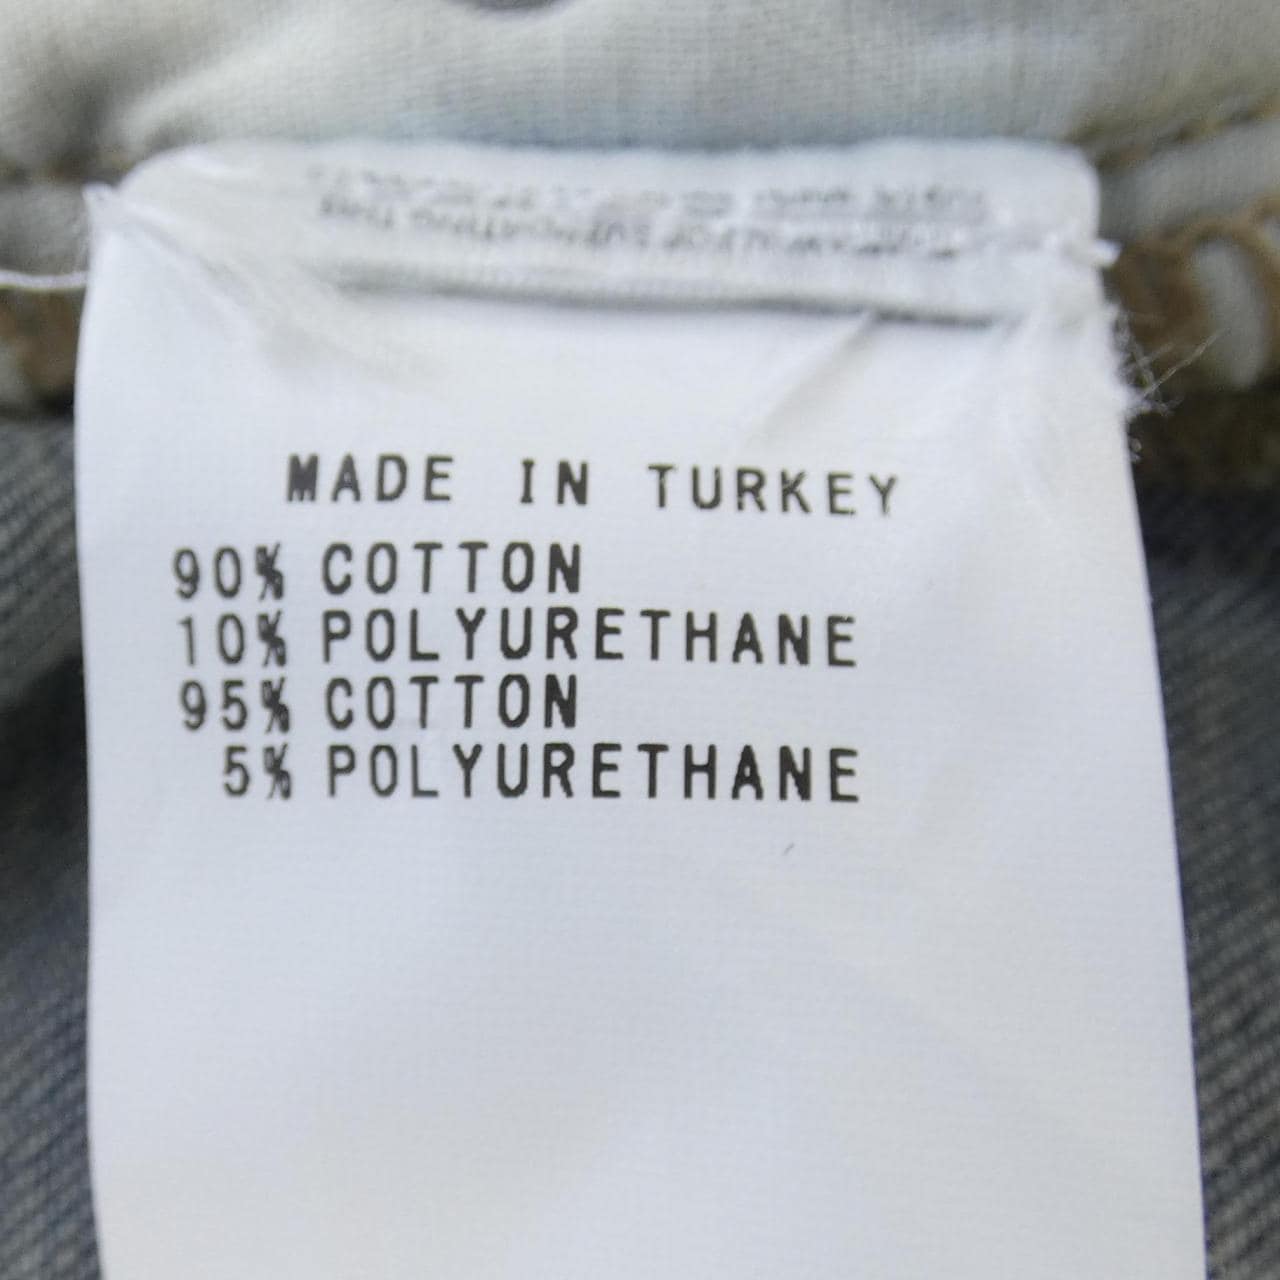 MADE IN TURKEY
90% COTTON
10% POLYURETHANE
95% COTTON
5% POLYURETHANE